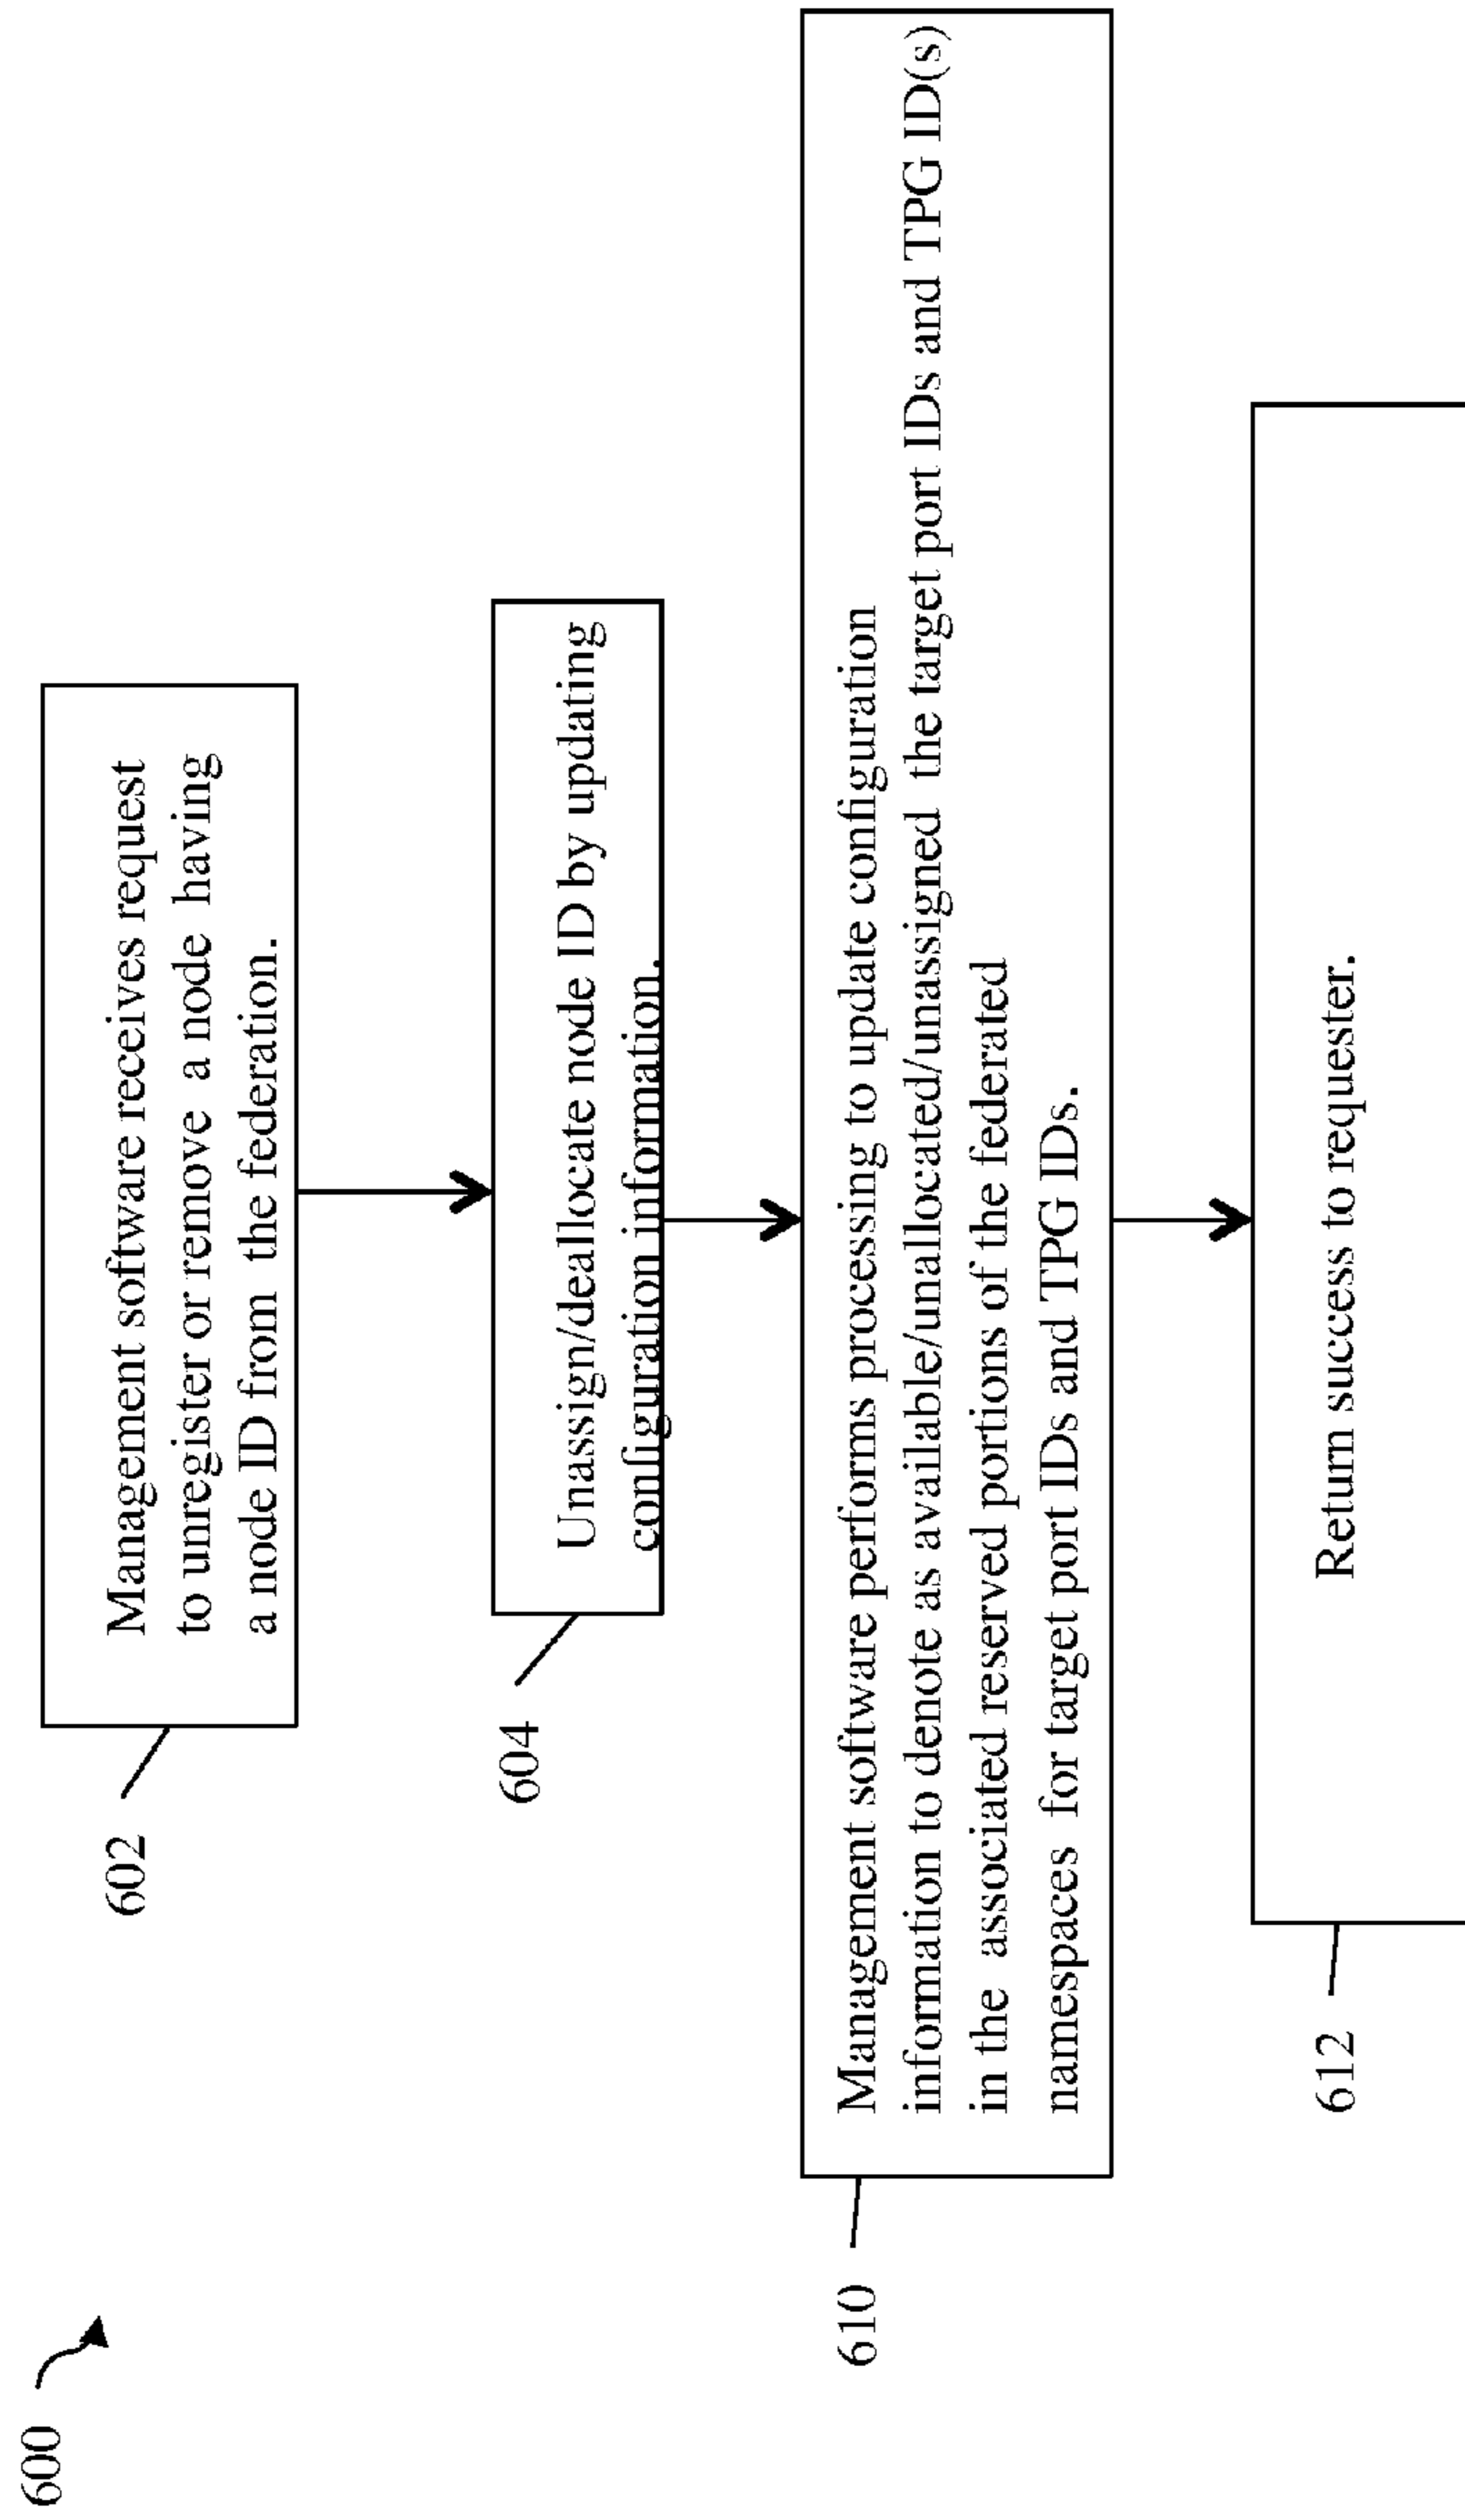 600
602
Management software receives request
to unregister or remove a node having
a node ID from the federation.
604
Unassign/deallocate node ID by updating
configuration information.
610
Management software performs processing to update configuration
information to denote as available/unallocated/unassigned the target port IDs and TPG ID(s)
in the associated reserved portions of the federated
namespaces for target port IDs and TPG IDs.
612
Return success to requester.